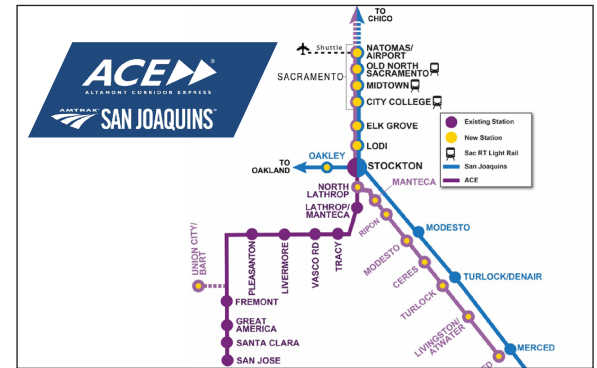 TO
CHICO
Shuttle
NATOMAS/
AIRPORT
OLD NORTH
SACRAMENTO
SACRAMENTO
MIDTOWN
CITY COLLEGE
ACE®
ALTAMONT CORRIDOR EXPRESS
AMTRAK
SAN JOAQUINS™
ELK GROVE
LODI
Existing Station
New Station
Sac RT Light Rail
San Joaquins
ACE
TO
OAKLAND
OAKLEY
STOCKTON
NORTH
LATHROP
MANTECA
LATHROP/
MANTECA
RIPON
MODESTO
MODESTO
CERES
TURLOCK/DENAIR
TURLOCK
LIVINGSTON/
ATWATER
MERCED
UNION CITY/
BART
PLEASANTON
LIVERMORE
VASCO RD
TRACY
FREMONT
GREAT
AMERICA
SANTA CLARA
SAN JOSE